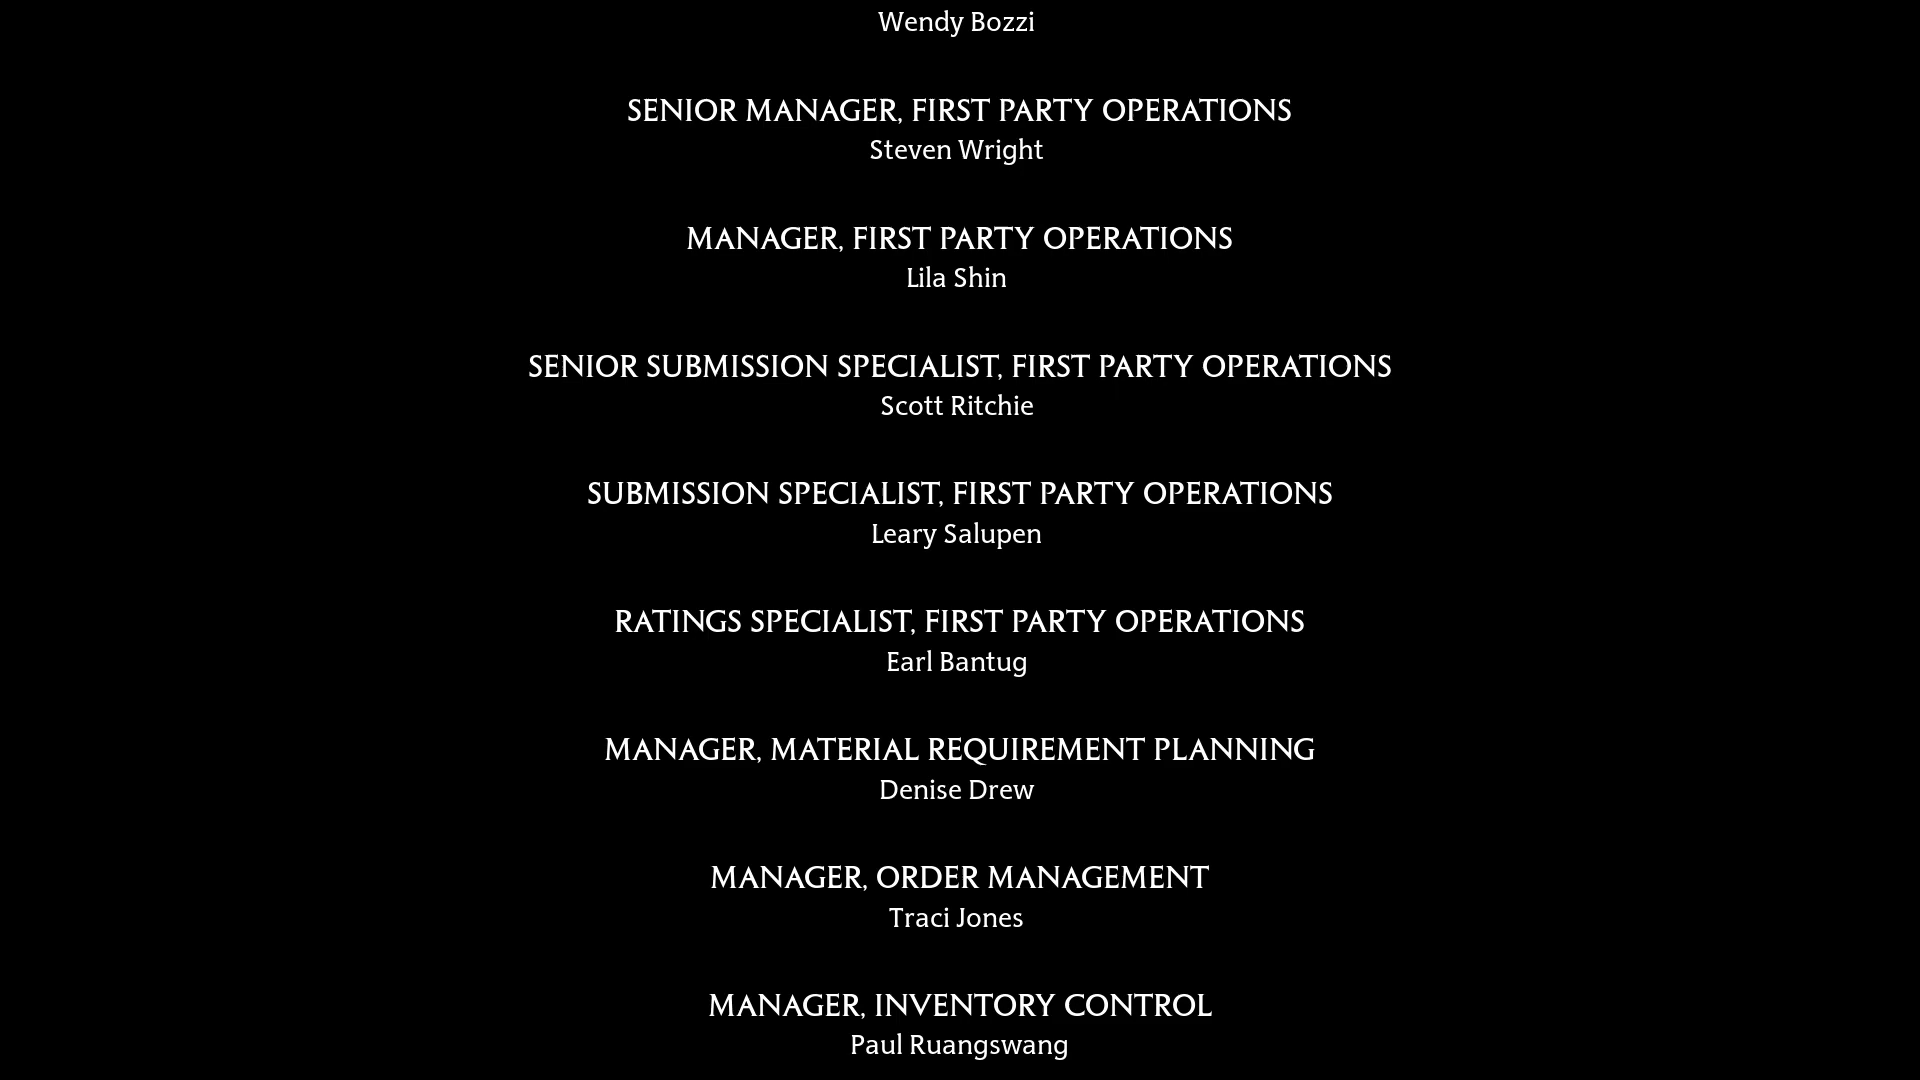 Wendy Bozzi
SENIOR MANAGER, FIRST PARTY OPERATIONS
Steven Wright
MANAGER, FIRST PARTY OPERATIONS
Lila Shin
SENIOR SUBMISSION SPECIALIST, FIRST PARTY OPERATIONS
Scott Ritchie
SUBMISSION SPECIALIST, FIRST PARTY OPERATIONS
Leary Salupen
RATINGS SPECIALIST, FIRST PARTY OPERATIONS
Earl Bantug
MANAGER, MATERIAL REQUIREMENT PLANNING
Denise Drew
MANAGER, ORDER MANAGEMENT
Traci Jones
MANAGER, INVENTORY CONTROL
Paul Ruangswang